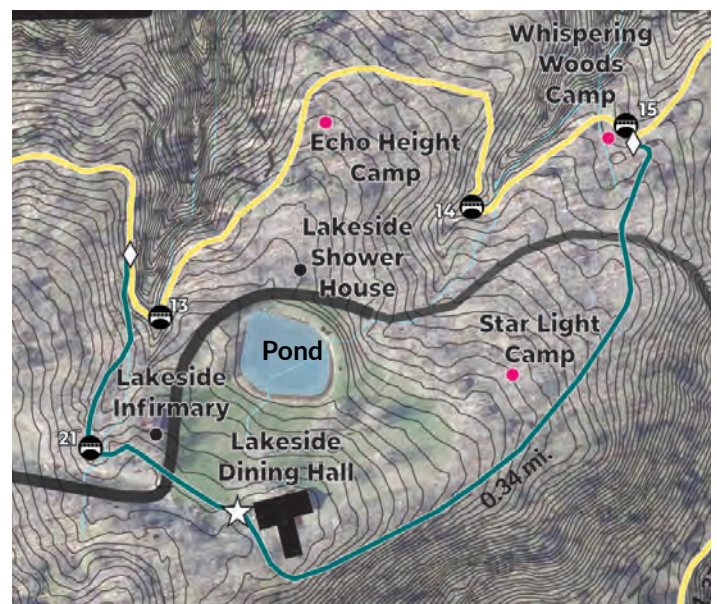 Whispering
Woods
Camp
15
Echo Height
Camp
14
Lakeside
Shower
House
13
Pond
Star Light
Camp
Lakeside
Infirmary
21
Lakeside
Dining Hall
0.34 mi.